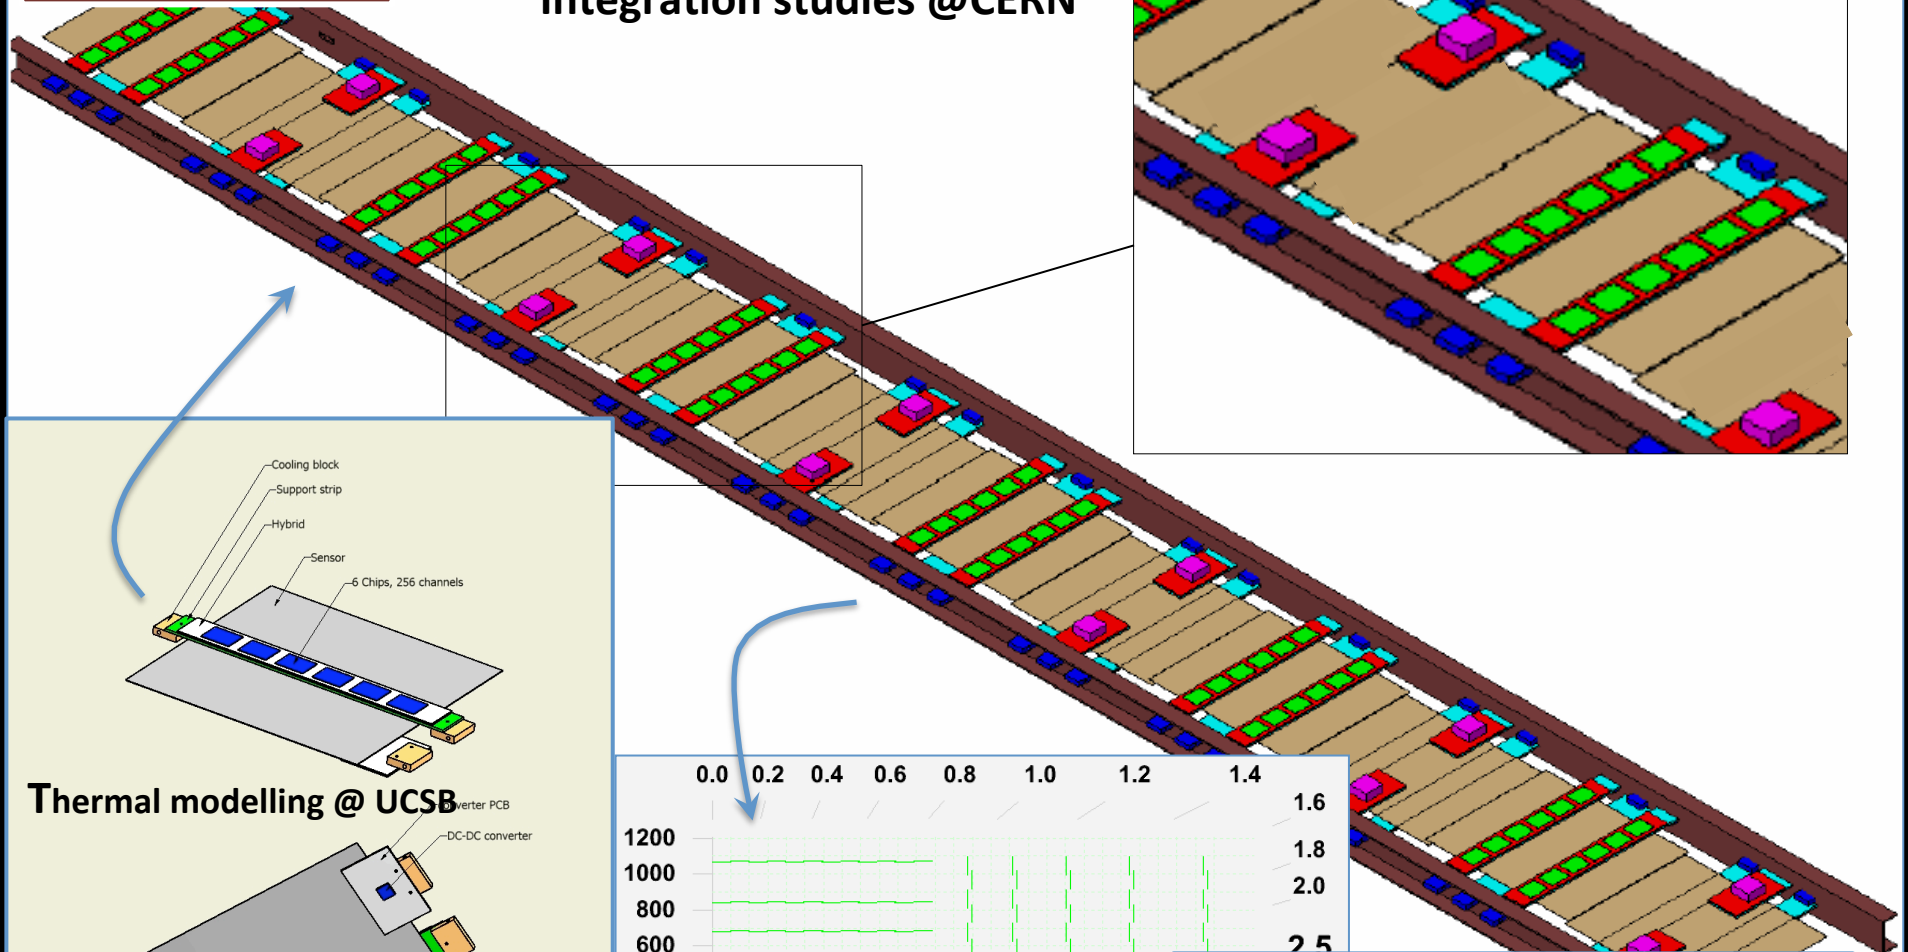 Integration studies @CERN
Cooling block
Support strip
Hybrid
Sensor
6 Chips, 256 channels
Thermal modelling @ UCSB
PCB
DC-DC converter
0.0 0.2 0.4 0.6 0.8 1.0 1.2 1.4
1.6
1200
1.8
1000
2.0
800
600
2.5